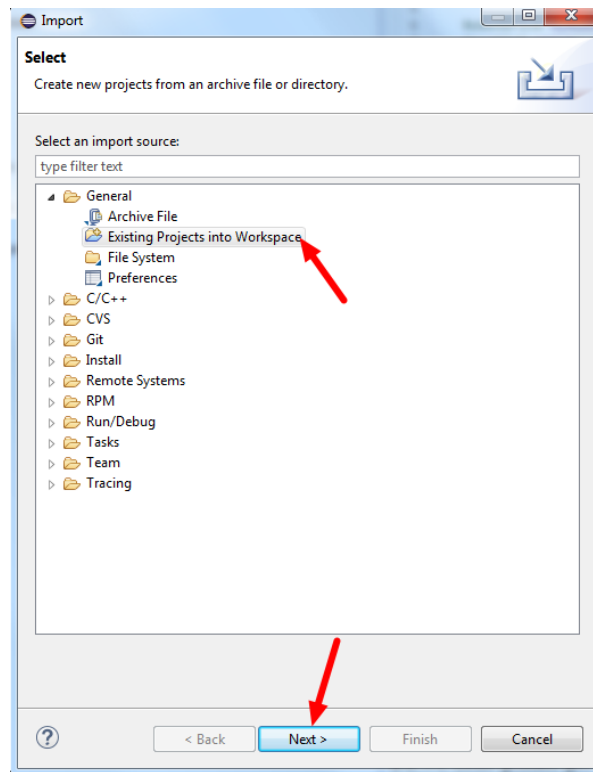 Import
Select
Create new projects from an archive file or directory.
Select an import source:
type filter text
General
Archive File
Existing Projects into Workspace
File System
Preferences
C/C++
CVS
Git
Install
Remote Systems
RPM
Run/Debug
Tasks
Team
Tracing
? < Back Next > Finish Cancel